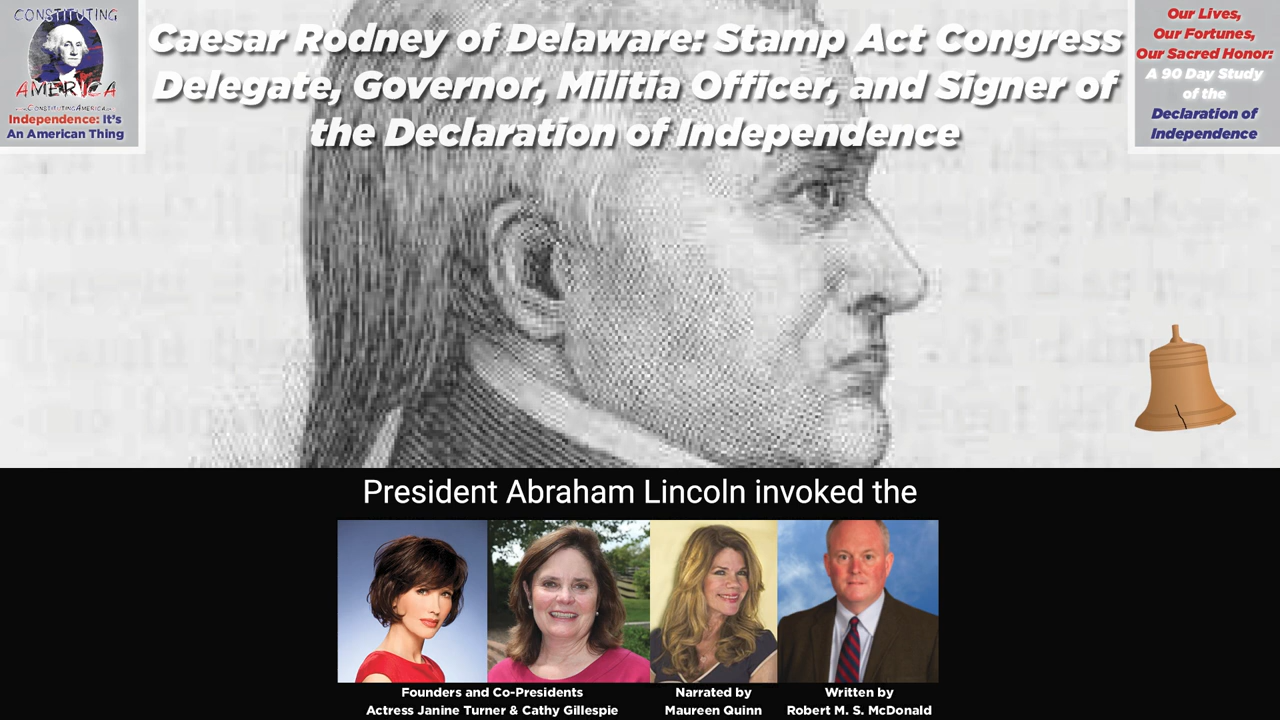 CONSTITUTING
AMERICA
CONSTITUTINGAMERICA
Independence: It's
An American Thing
Caesar Rodney of Delaware: Stamp Act Congress
Delegate, Governor, Militia Officer, and Signer of
the Declaration of Independence
Our Lives,
Our Fortunes,
Our Sacred Honor:
A 90 Day Study
of the
Declaration of
Independence
President Abraham Lincoln invoked the
Founders and Co-Presidents
Actress Janine Turner & Cathy Gillespie
Narrated by
Maureen Quinn
Written by
Robert M. S. McDonald